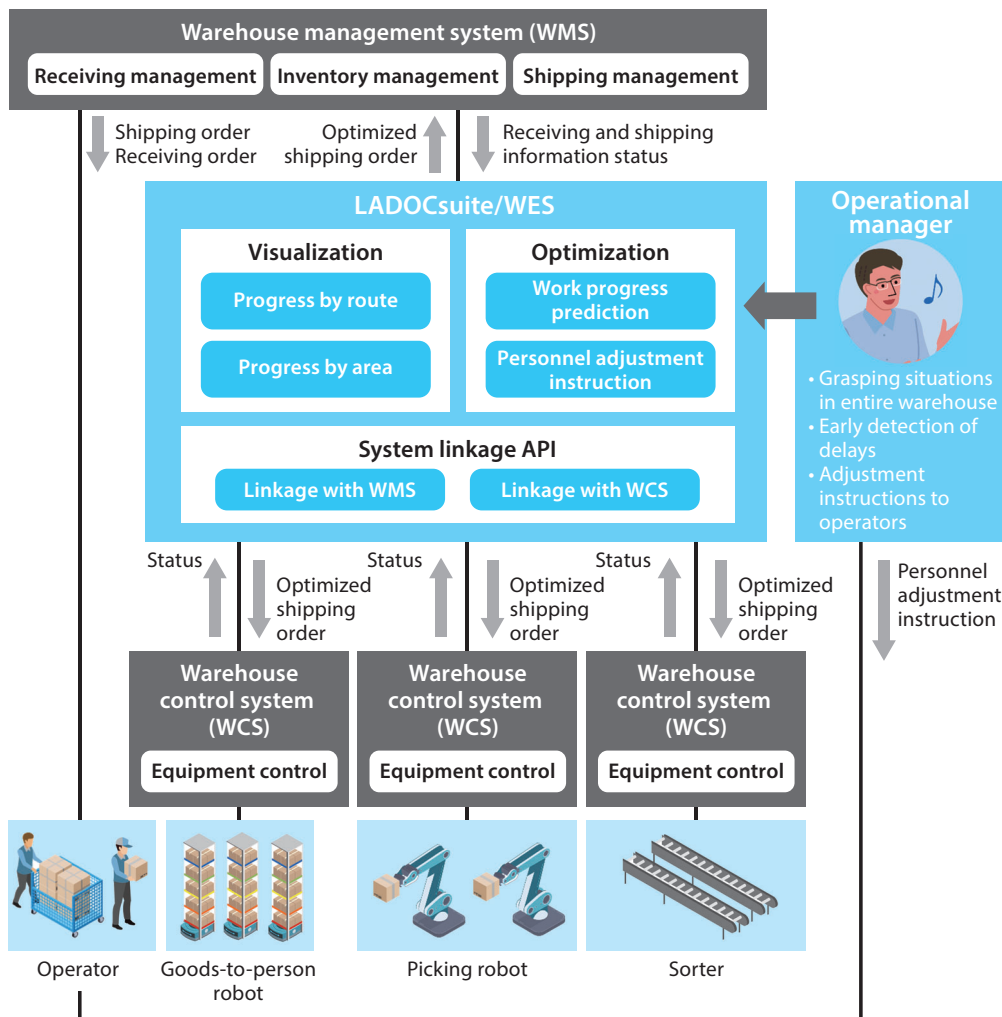 Warehouse management system (WMS)
Receiving management
Inventory management
Shipping management
Shipping order
Receiving order
Optimized
shipping order
Receiving and shipping
information status
LADOCsuite/WES
Visualization
Progress by route
Progress by area
Optimization
Work progress
prediction
Personnel adjustment
instruction
System linkage API
Linkage with WMS
Linkage with WCS
Operational
manager
• Grasping situations
in entire warehouse
• Early detection of
delays
• Adjustment
instructions to
operators
Status
Optimized
shipping
order
Status
Optimized
shipping
order
Status
Optimized
shipping
order
Personnel
adjustment
instruction
Warehouse
control system
(WCS)
Equipment control
Warehouse
control system
(WCS)
Equipment control
Warehouse
control system
(WCS)
Equipment control
Operator
Goods-to-person
robot
Picking robot
Sorter